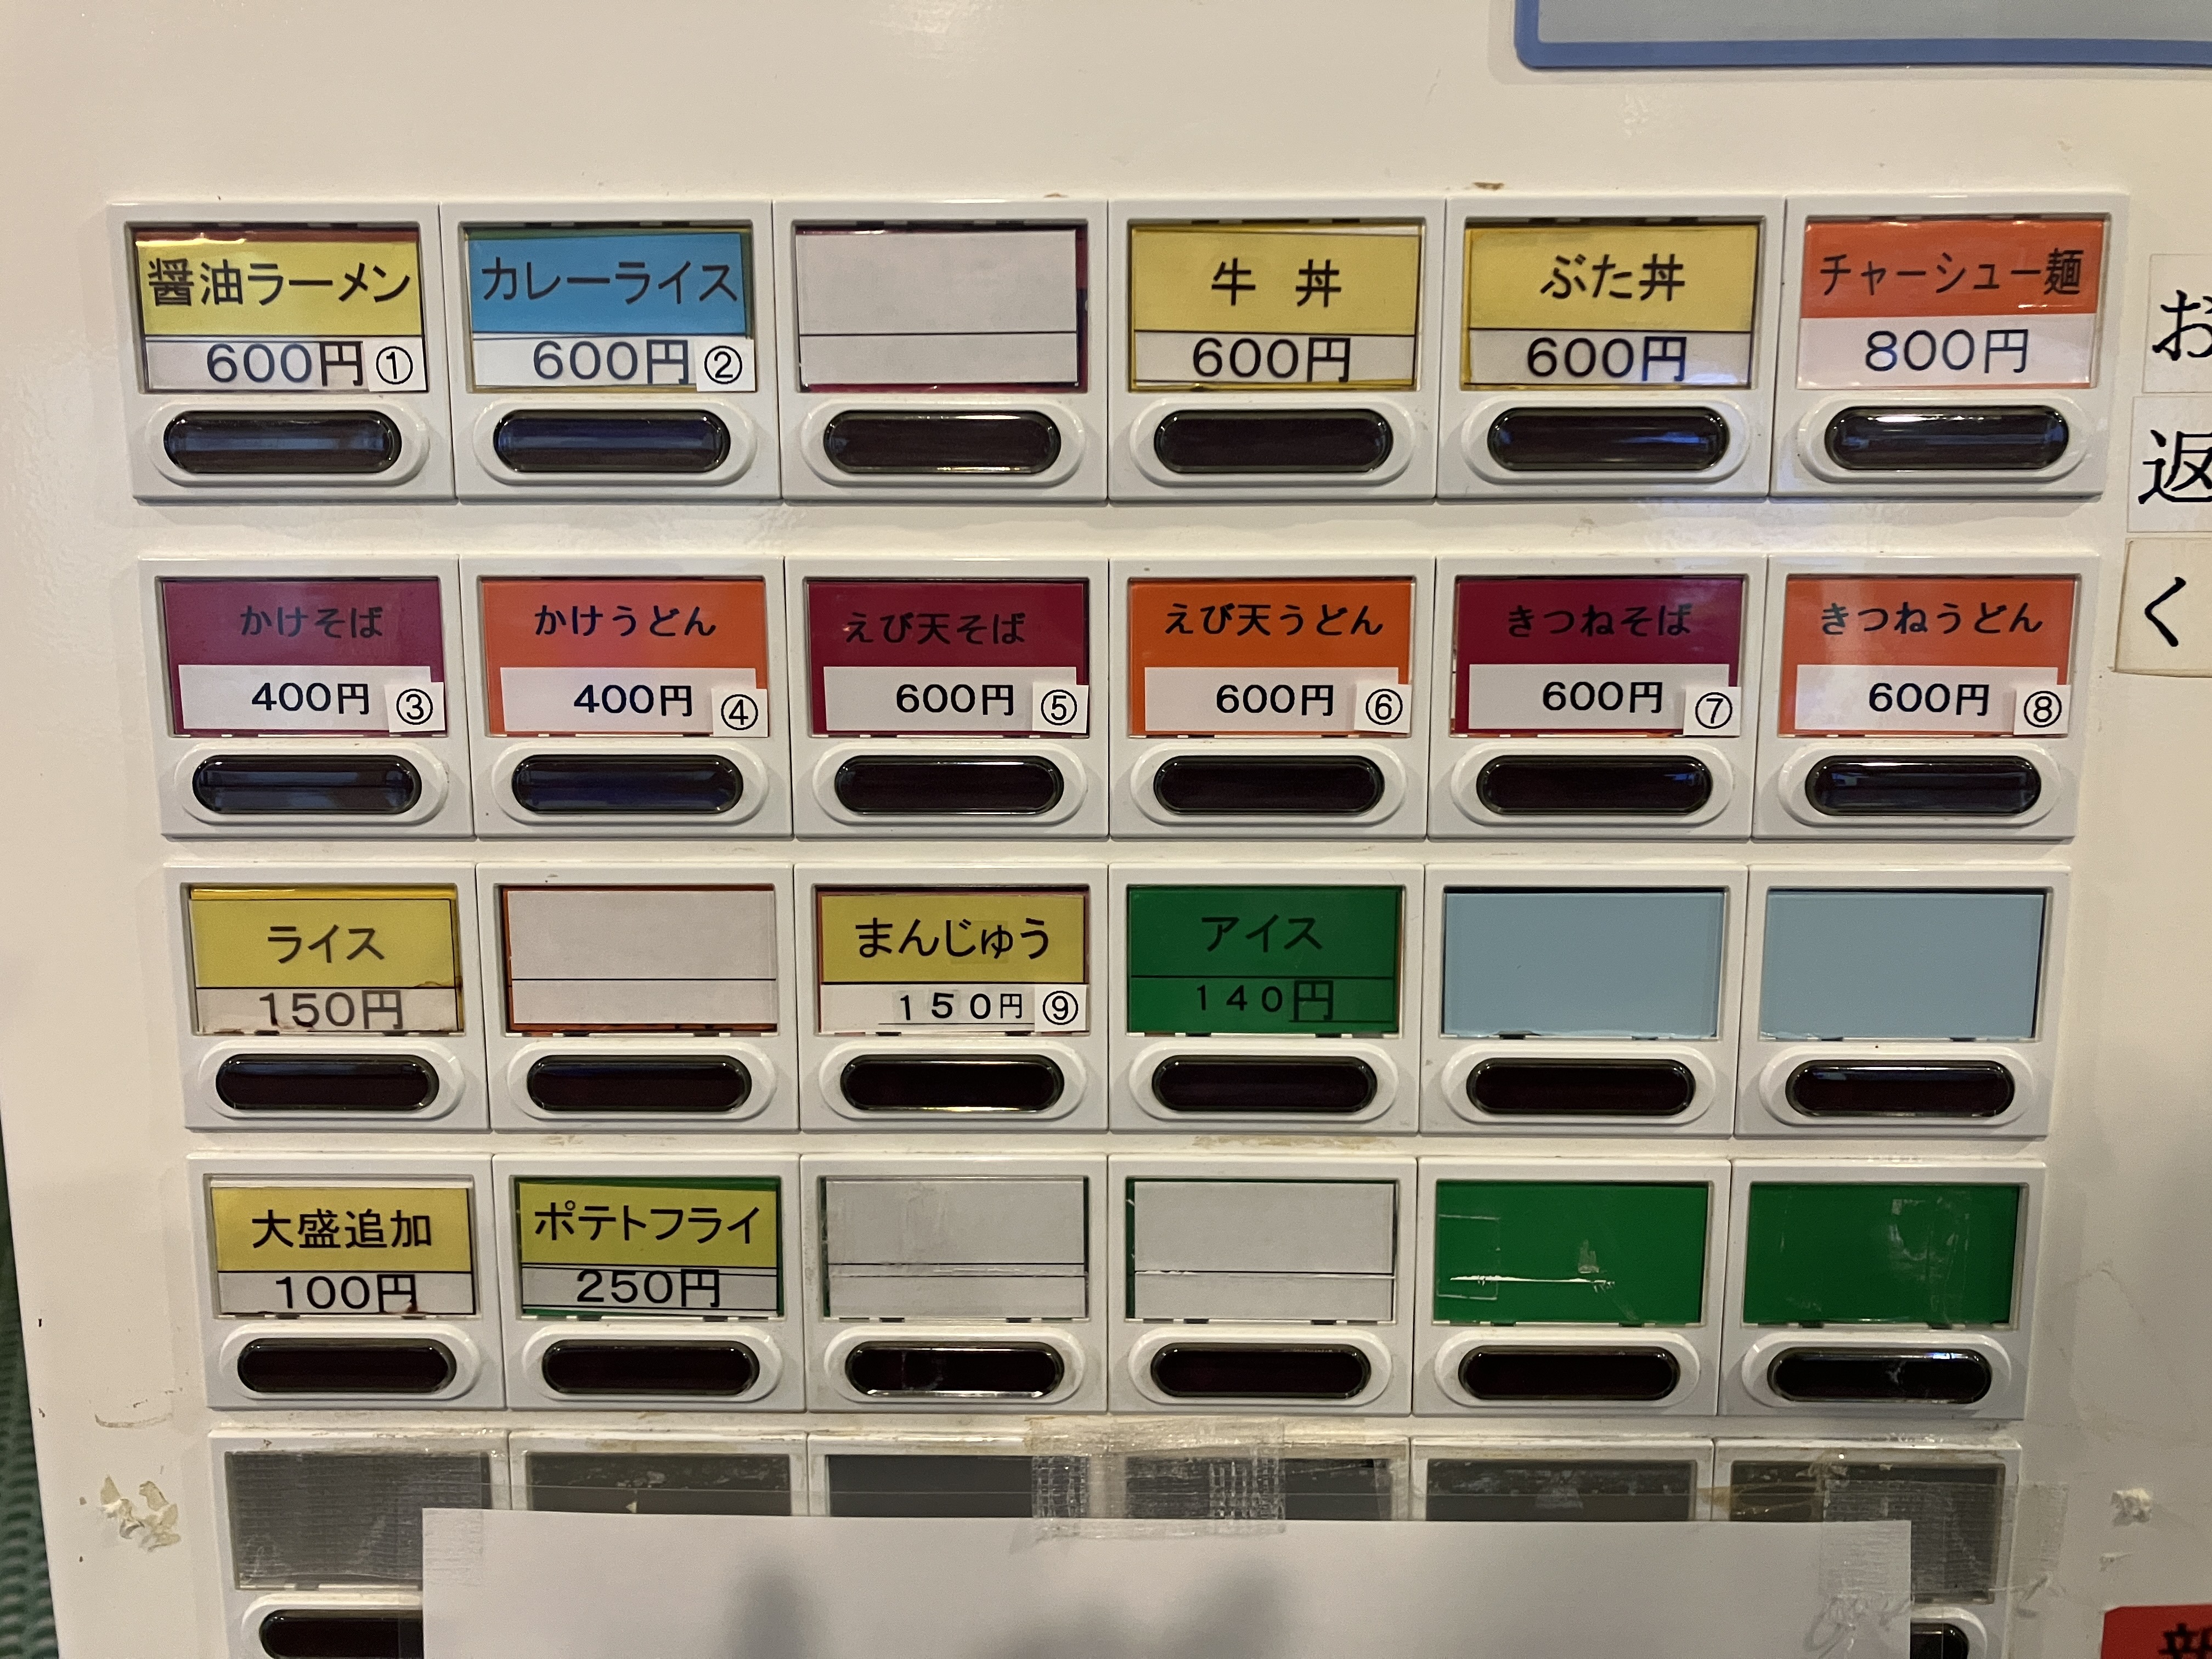 醤油ラーメン
600円①
カレーライス
600円②
牛 丼
600円
ぶた丼
600円
チャーシュー麺
800円
かけそば
400円③
かけうどん
400円④
えび天そば
600円⑤
えび天うどん
600円⑥
きつねそば
600円⑦
きつねうどん
600円⑧
ライス
150円
まんじゅう
150円⑨
アイス
140円
大盛追加
100円
ポテトフライ
250円
お
返
く